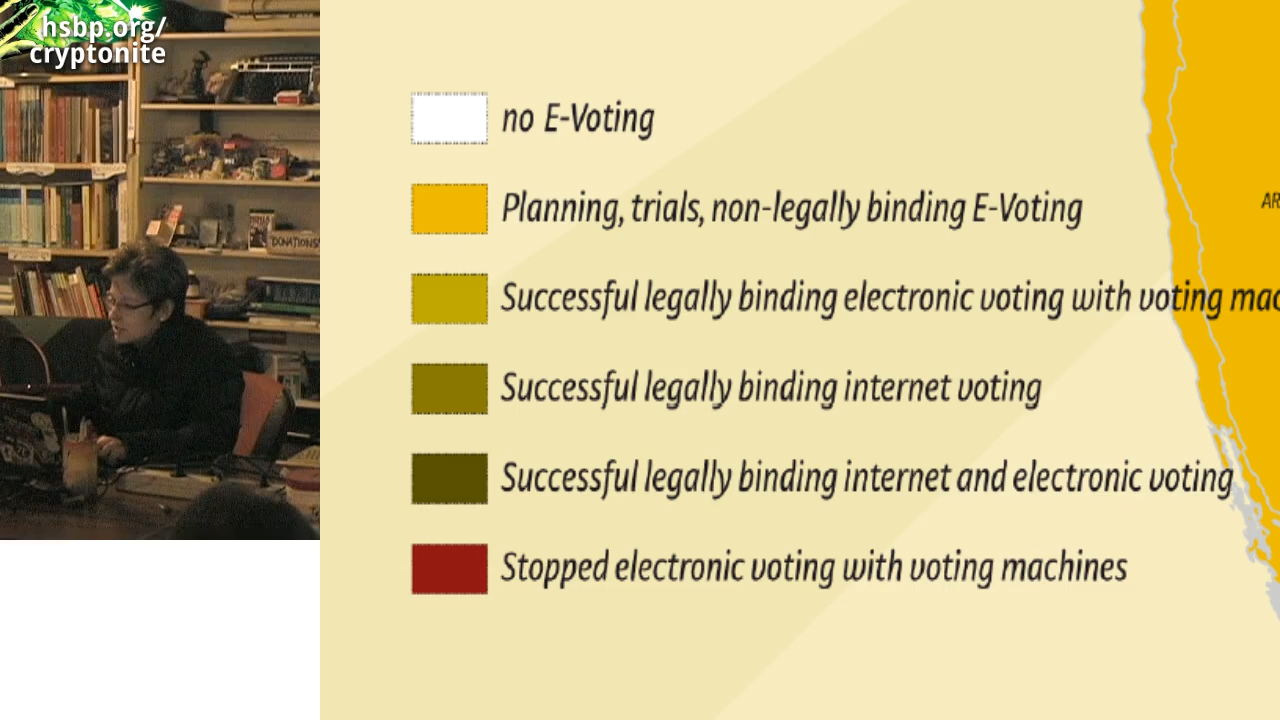 hsbp.org/
cryptonite
DONATIONS
no E-Voting
Planning, trials, non-legally binding E-Voting
AR
Successful legally binding electronic voting with voting mac
Successful legally binding internet voting
Successful legally binding internet and electronic voting
Stopped electronic voting with voting machines